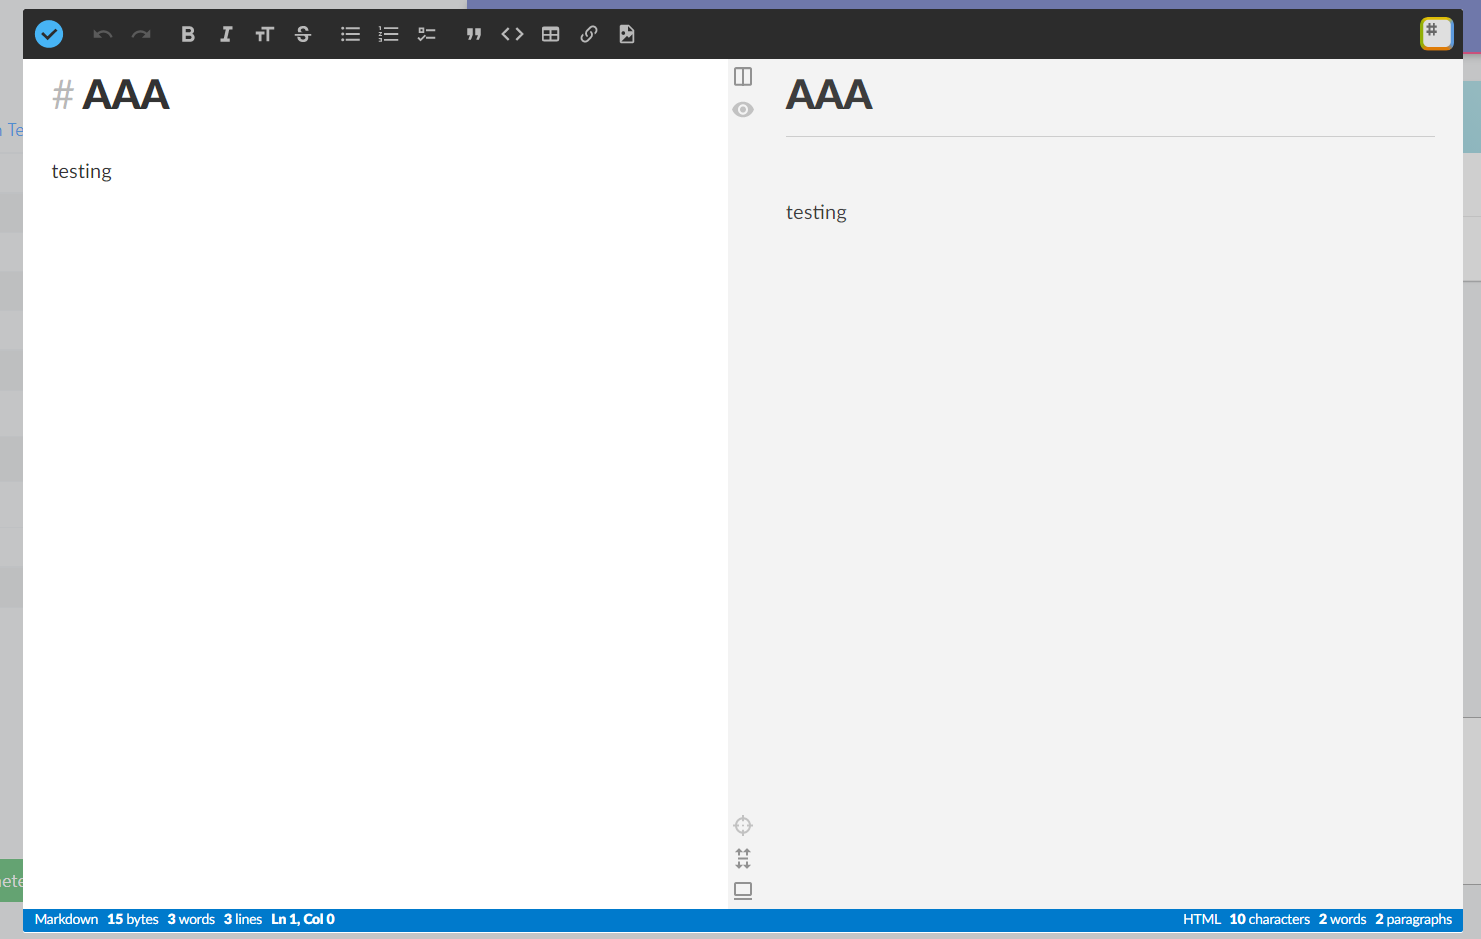 # AAA
testing
AAA
testing
Te
Markdown 15 bytes 3 words 3 lines Ln 1, Col 0
HTML 10 characters 2 words 2 paragraphs